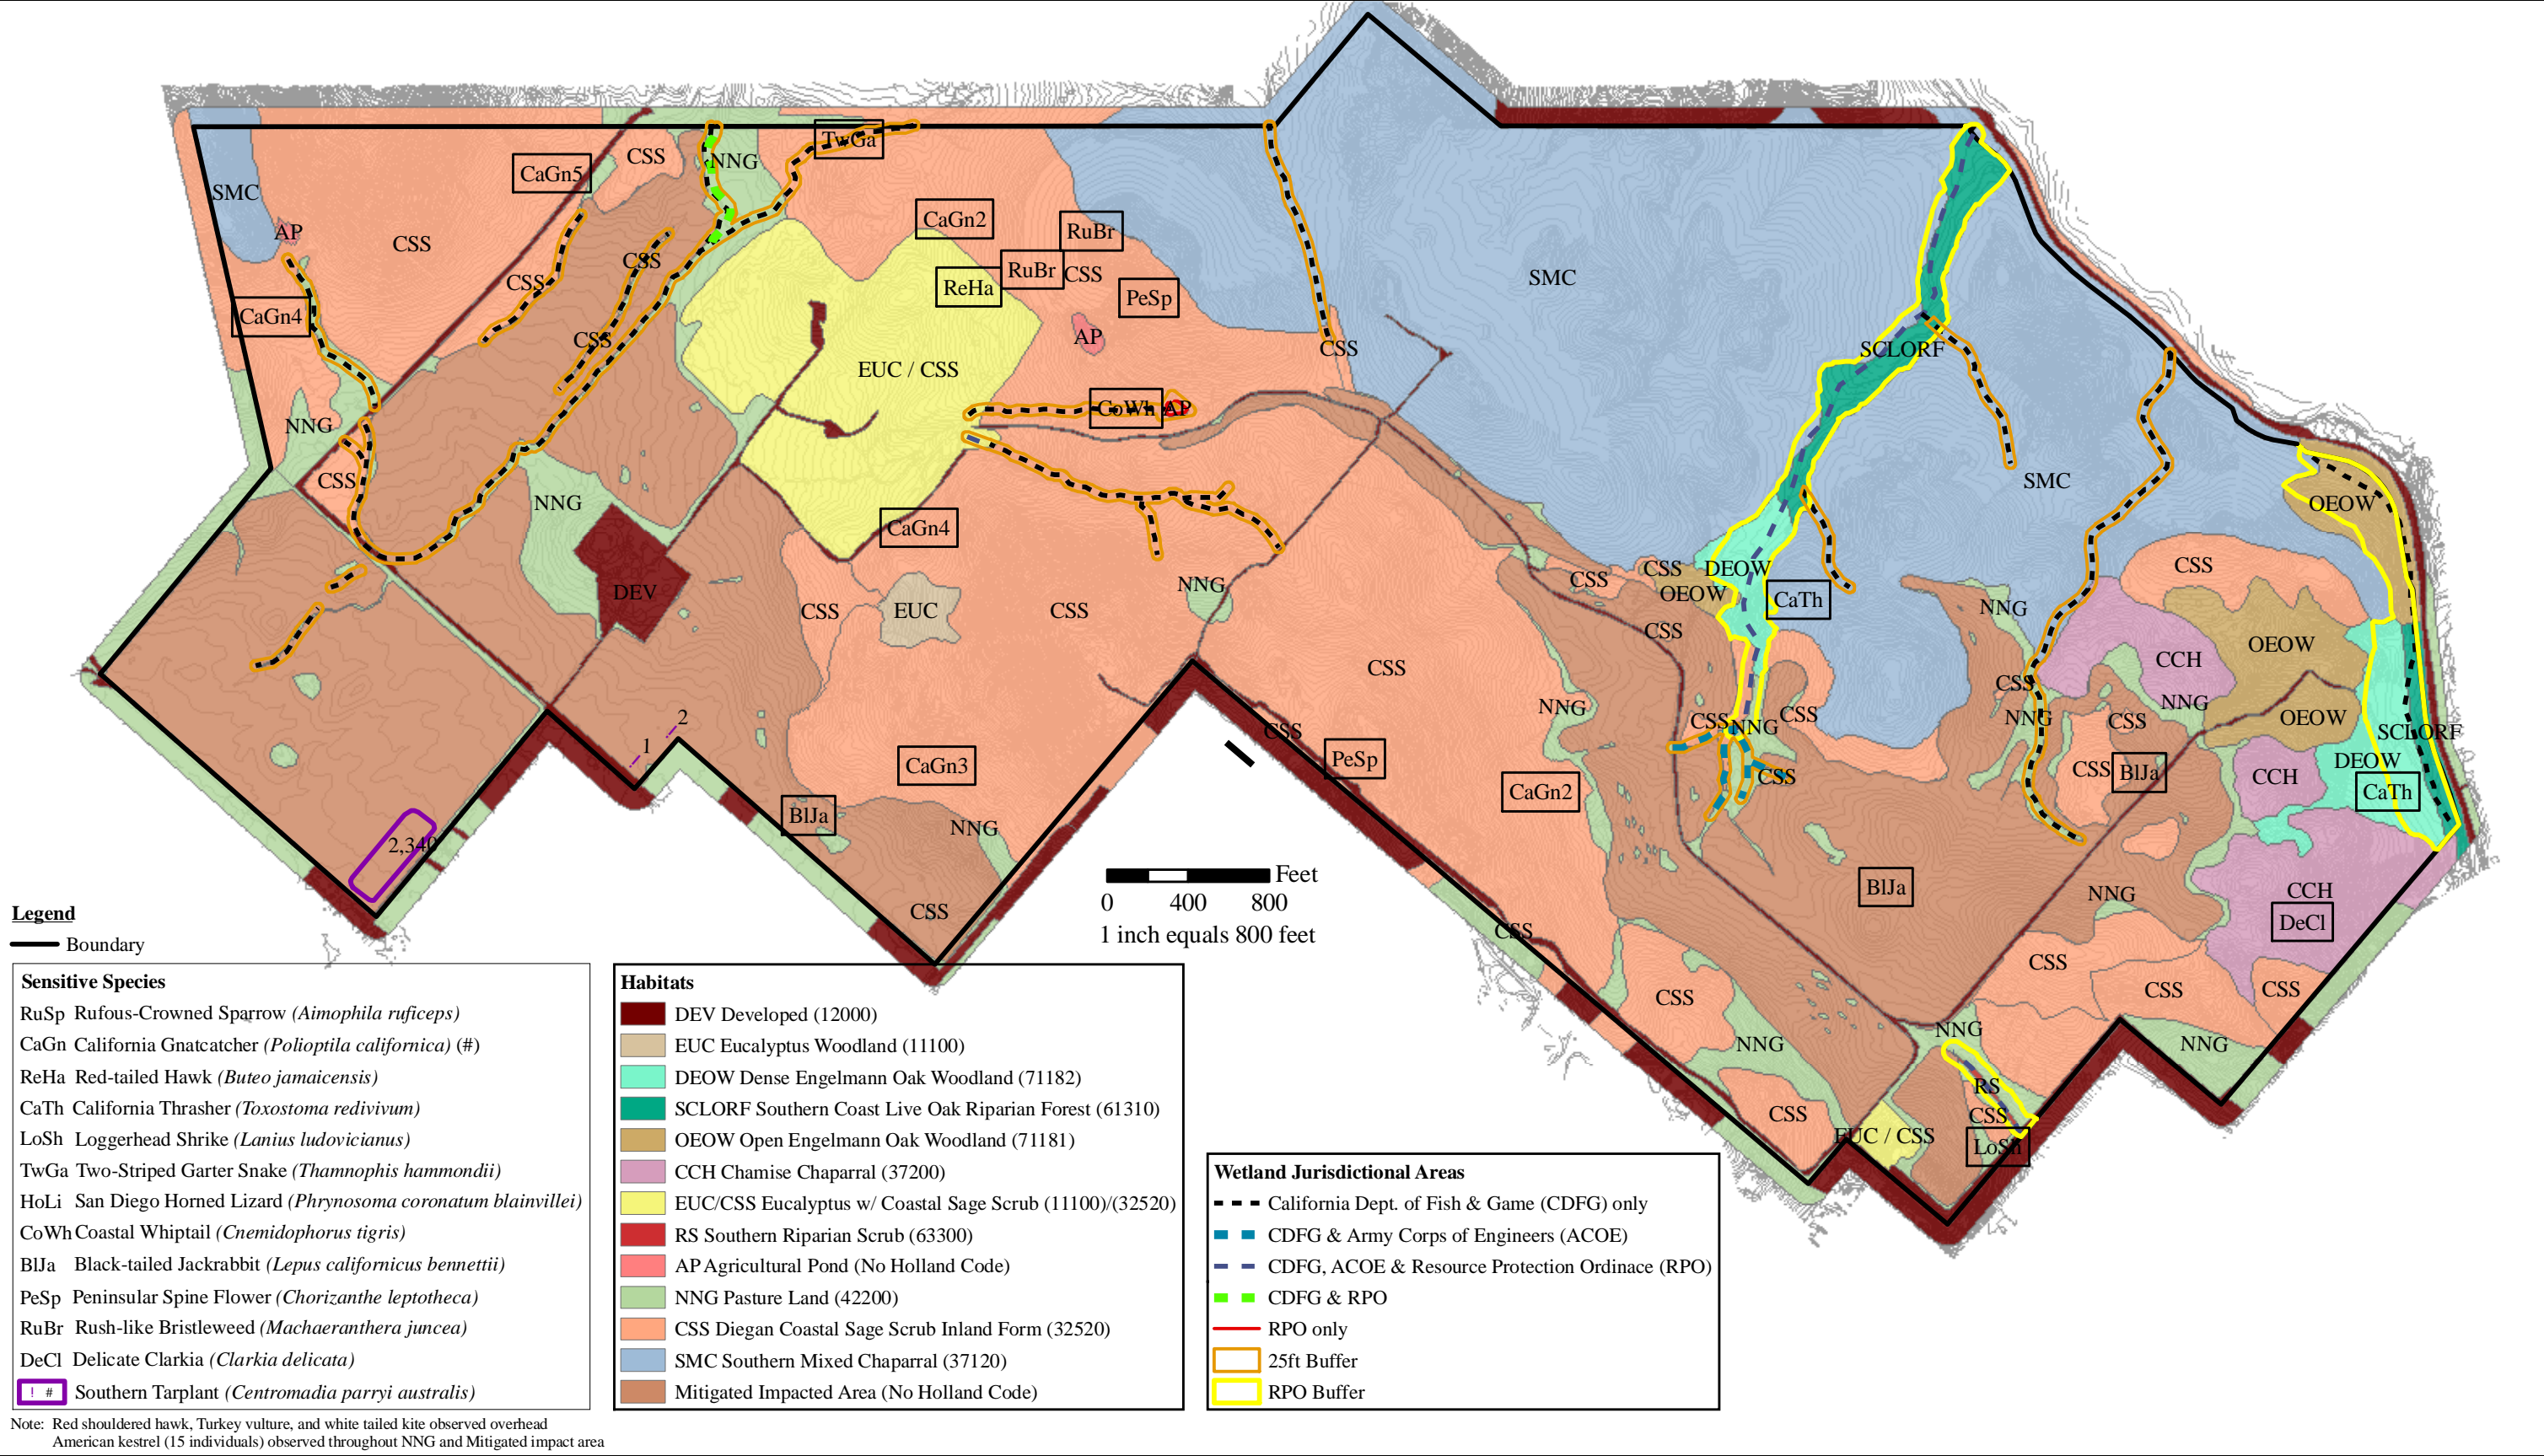 TwGa
CSS
NNG
CaGn5
SMC
CaGn2
RuBr
AP
CSS
CSS
RuBr
CSS
SMC
CSS
ReHa
PeSp
CaGn4
CSS
AP
CSS
SCLORF
EUC / CSS
CoWh
AP
NNG
CSS
SMC
NNG
OEOW
CaGn4
CSS
CSS
CSS
DEOW
NNG
DEV
OEOW
CaTh
NNG
CSS
EUC
CSS
CSS
OEOW
CSS
CCH
CSS
NNG
NNG
NNG
OEOW
2
CSS
NNG
CSS
CSS
CSS
SCLORF
1
PeSp
CaGn3
CSS
CSS
BlJa
CCH
DEOW
CaGn2
CaTh
BlJa
NNG
2,340
BlJa
NNG
CCH
CSS
CSS
DeCl
CSS
CSS
CSS
CSS
NNG
NNG
NNG
RS
CSS
CSS
EUC / CSS
LoSh
Feet
0 400 800
1 inch equals 800 feet
Legend
Boundary
Sensitive Species
RuSp Rufous-Crowned Sparrow (Aimophila ruficeps)
CaGn California Gnatcatcher (Polioptila californica) (#)
ReHa Red-tailed Hawk (Buteo jamaicensis)
CaTh California Thrasher (Toxostoma redivivum)
LoSh Loggerhead Shrike (Lanius ludovicianus)
TwGa Two-Striped Garter Snake (Thamnophis hammondii)
HoLi San Diego Horned Lizard (Phrynosoma coronatum blainvillei)
CoWh Coastal Whiptail (Cnemidophorus tigris)
BlJa Black-tailed Jackrabbit (Lepus californicus bennettii)
PeSp Peninsular Spine Flower (Chorizanthe leptotheca)
RuBr Rush-like Bristleweed (Machaeranthera juncea)
DeCl Delicate Clarkia (Clarkia delicata)
! # Southern Tarplant (Centromadia parryi australis)
Note: Red shouldered hawk, Turkey vulture, and white tailed kite observed overhead
American kestrel (15 individuals) observed throughout NNG and Mitigated impact area
Habitats
DEV Developed (12000)
EUC Eucalyptus Woodland (11100)
DEOW Dense Engelmann Oak Woodland (71182)
SCLORF Southern Coast Live Oak Riparian Forest (61310)
OEOW Open Engelmann Oak Woodland (71181)
CCH Chamise Chaparral (37200)
EUC/CSS Eucalyptus w/ Coastal Sage Scrub (11100)/(32520)
RS Southern Riparian Scrub (63300)
AP Agricultural Pond (No Holland Code)
NNG Pasture Land (42200)
CSS Diegan Coastal Sage Scrub Inland Form (32520)
SMC Southern Mixed Chaparral (37120)
Mitigated Impacted Area (No Holland Code)
Wetland Jurisdictional Areas
California Dept. of Fish & Game (CDFG) only
CDFG & Army Corps of Engineers (ACOE)
CDFG, ACOE & Resource Protection Ordinace (RPO)
CDFG & RPO
RPO only
25ft Buffer
RPO Buffer